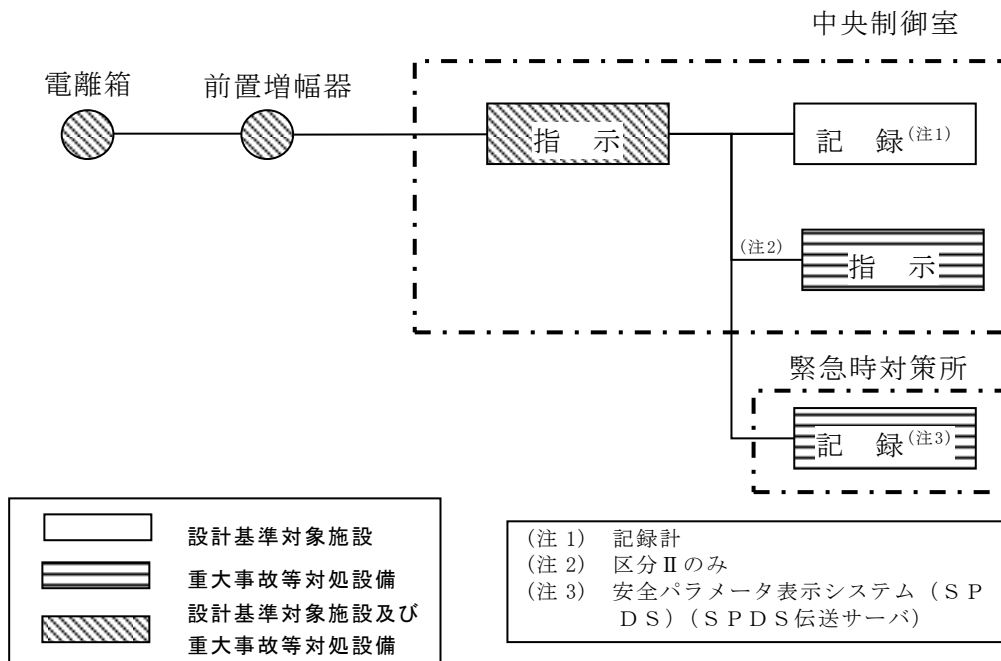 中央制御室
電離箱
前置増幅器
指 示
記 録(注1)
(注2)
指 示
緊急時対策所
記 録(注3)
設計基準対象施設
重大事故等対処設備
設計基準対象施設及び
重大事故等対処設備
(注 1) 記録計
(注 2) 区分Ⅱのみ
(注 3) 安全パラメータ表示システム(SP
DS)(SPDS伝送サーバ)